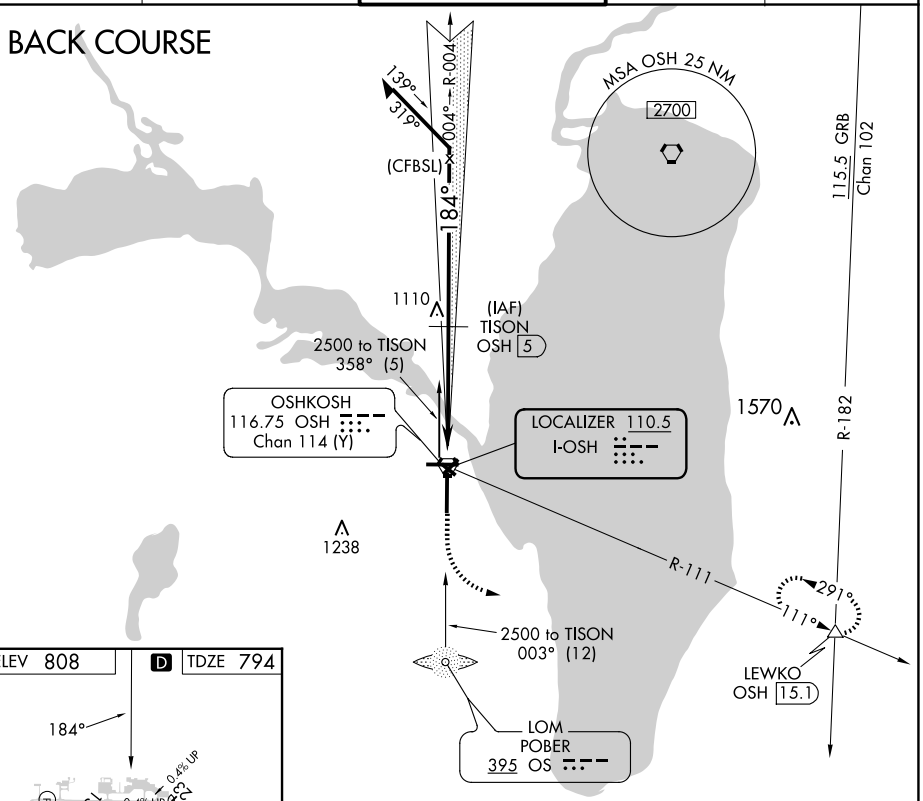 BACK COURSE
MSA OSH 25 NM
2700
139°
319°
004°
R-004
(CFBSL)
184°
115.5 GRB
Chan 102
1110
(IAF)
TISON
OSH 5
2500 to TISON
358° (5)
OSHKOSH
116.75 OSH
Chan 114 (Y)
LOCALIZER 110.5
I-OSH
1570
R-182
1238
R-111
111°
291°
2500 to TISON
003° (12)
LEWKO
OSH 15.1
LOM
POBER
395 OS
ELEV 808
D
TDZE 794
184°
0.4% UP